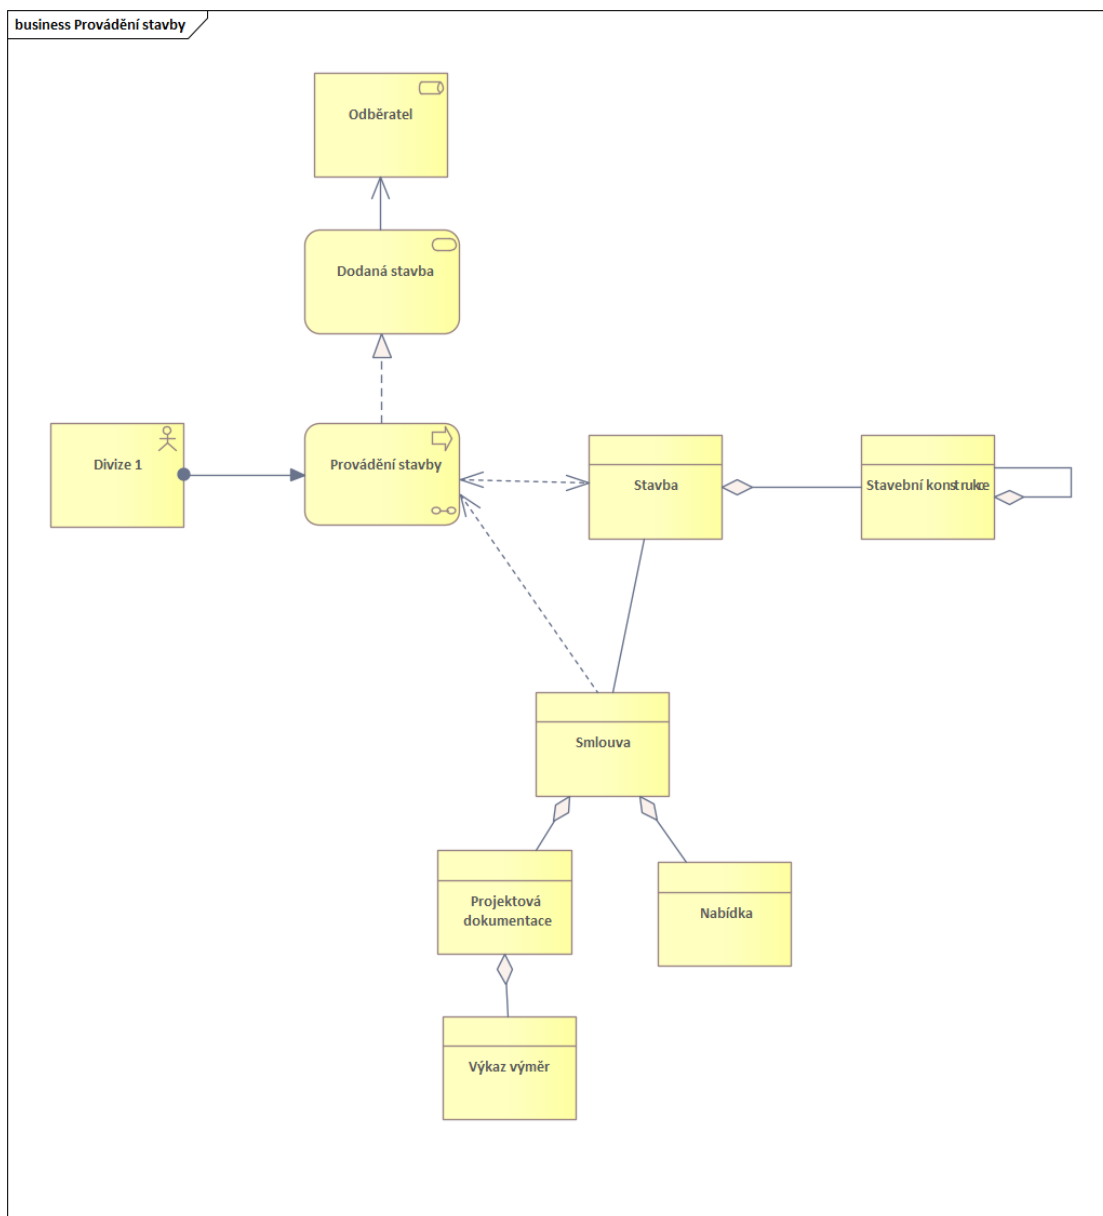 business Provádění stavby
Odběratel
Dodaná stavba
Divize 1
Provádění stavby
Stavba
Stavební konstrukce
Smlouva
Projektová
dokumentace
Nabídka
Výkaz výměr